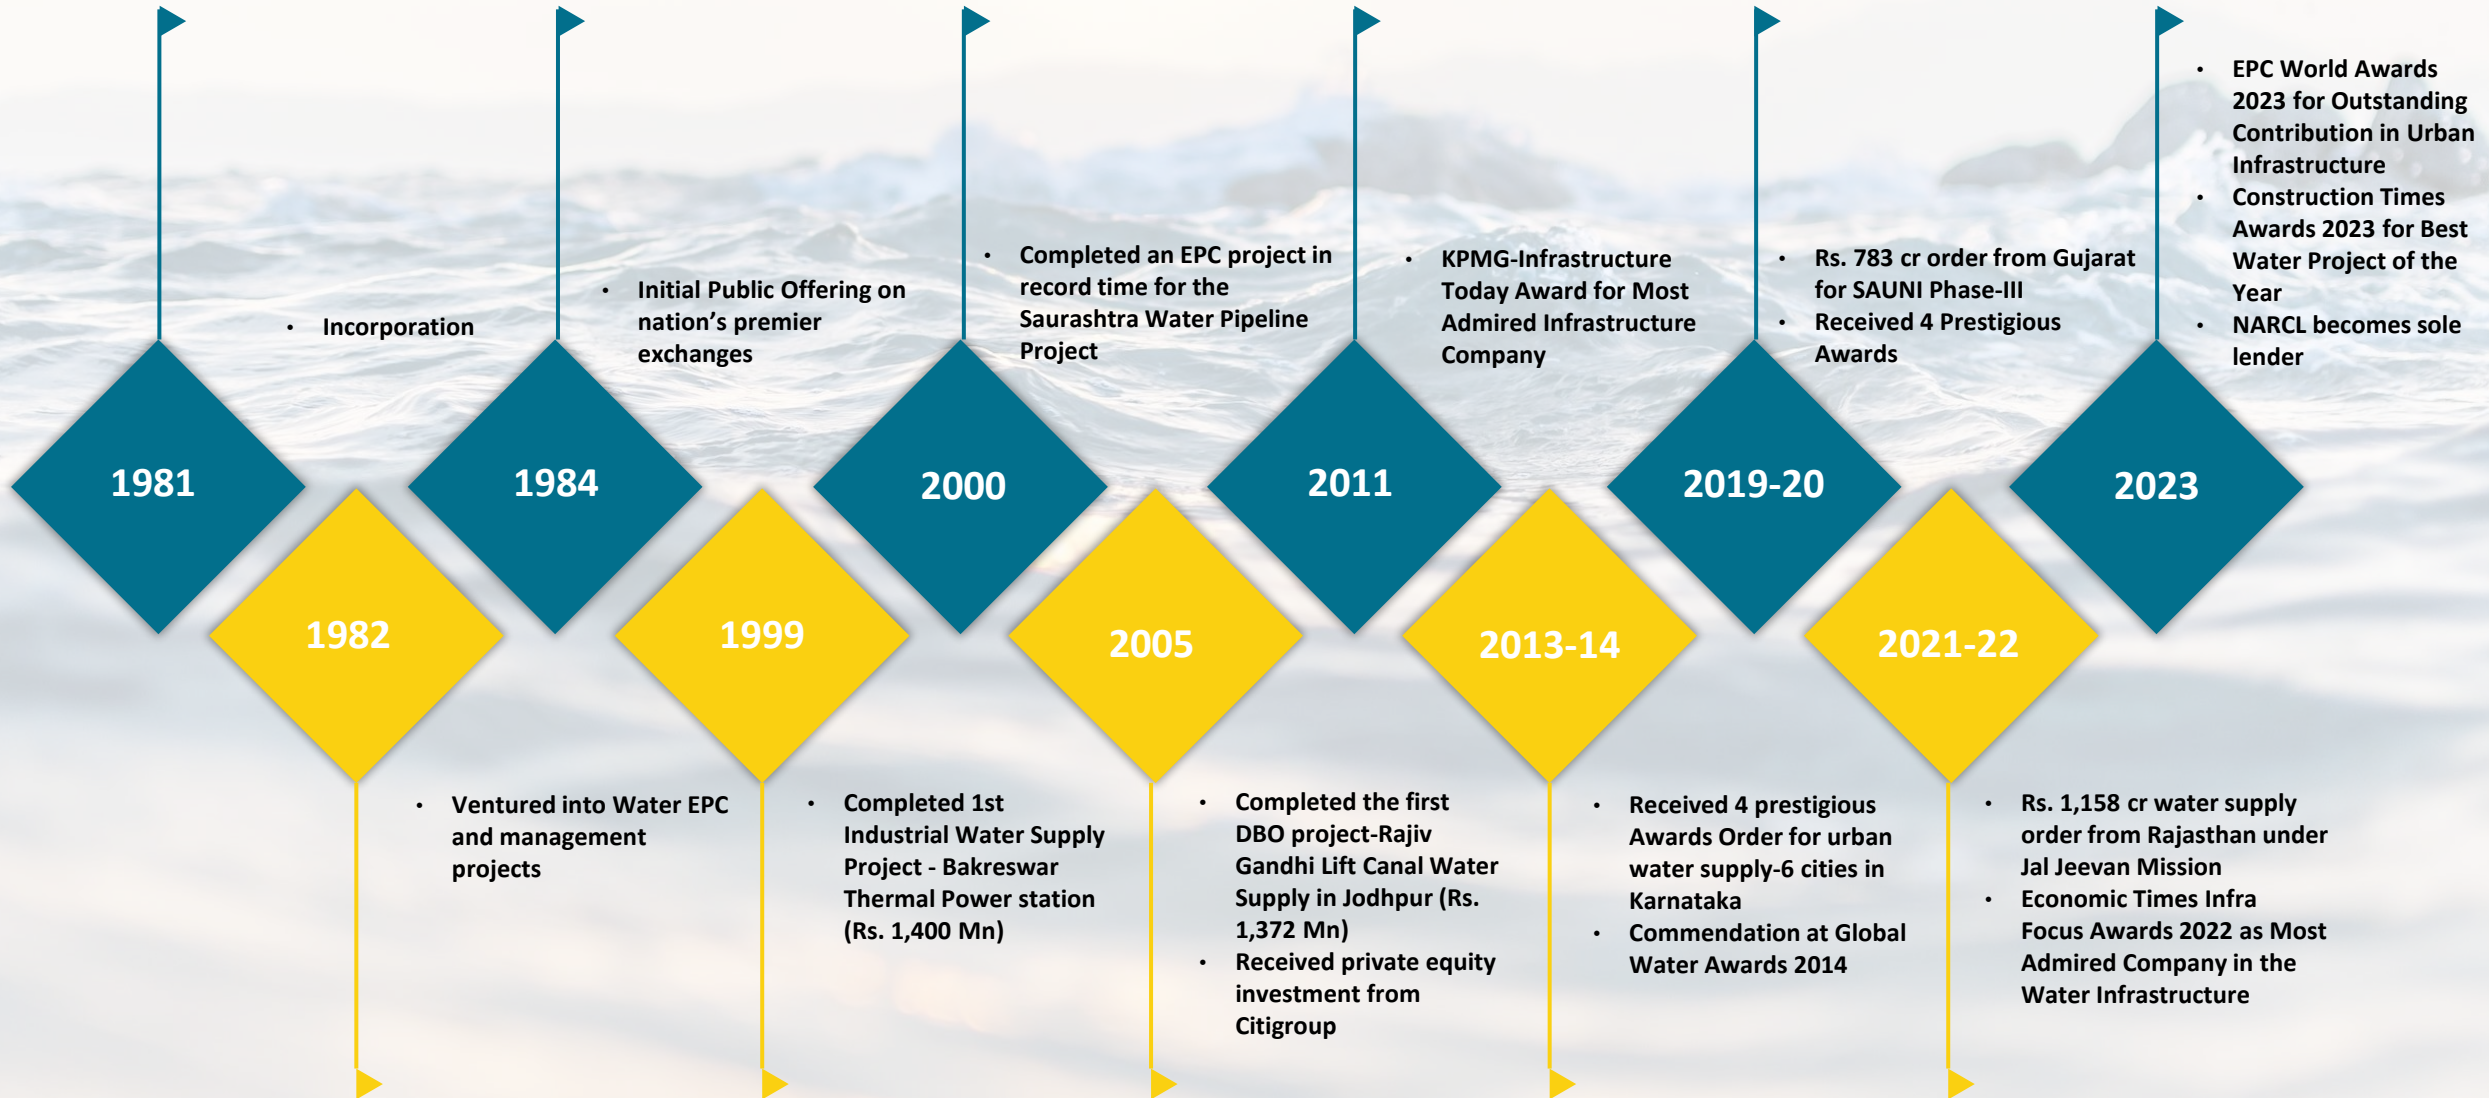 1981
• Incorporation
1982
• Ventured into Water EPC
and management
projects
1984
• Initial Public Offering on
nation’s premier
exchanges
1999
• Completed 1st
Industrial Water Supply
Project - Bakreswar
Thermal Power station
(Rs. 1,400 Mn)
2000
• Completed an EPC project in
record time for the
Saurashtra Water Pipeline
Project
2005
• Completed the first
DBO project-Rajiv
Gandhi Lift Canal Water
Supply in Jodhpur (Rs.
1,372 Mn)
• Received private equity
investment from
Citigroup
2011
• KPMG-Infrastructure
Today Award for Most
Admired Infrastructure
Company
2013-14
• Received 4 prestigious
Awards Order for urban
water supply-6 cities in
Karnataka
• Commendation at Global
Water Awards 2014
2019-20
• Rs. 783 cr order from Gujarat
for SAUNI Phase-III
• Received 4 Prestigious
Awards
2021-22
• Rs. 1,158 cr water supply
order from Rajasthan under
Jal Jeevan Mission
• Economic Times Infra
Focus Awards 2022 as Most
Admired Company in the
Water Infrastructure
2023
• EPC World Awards
2023 for Outstanding
Contribution in Urban
Infrastructure
• Construction Times
Awards 2023 for Best
Water Project of the
Year
• NARCL becomes sole
lender